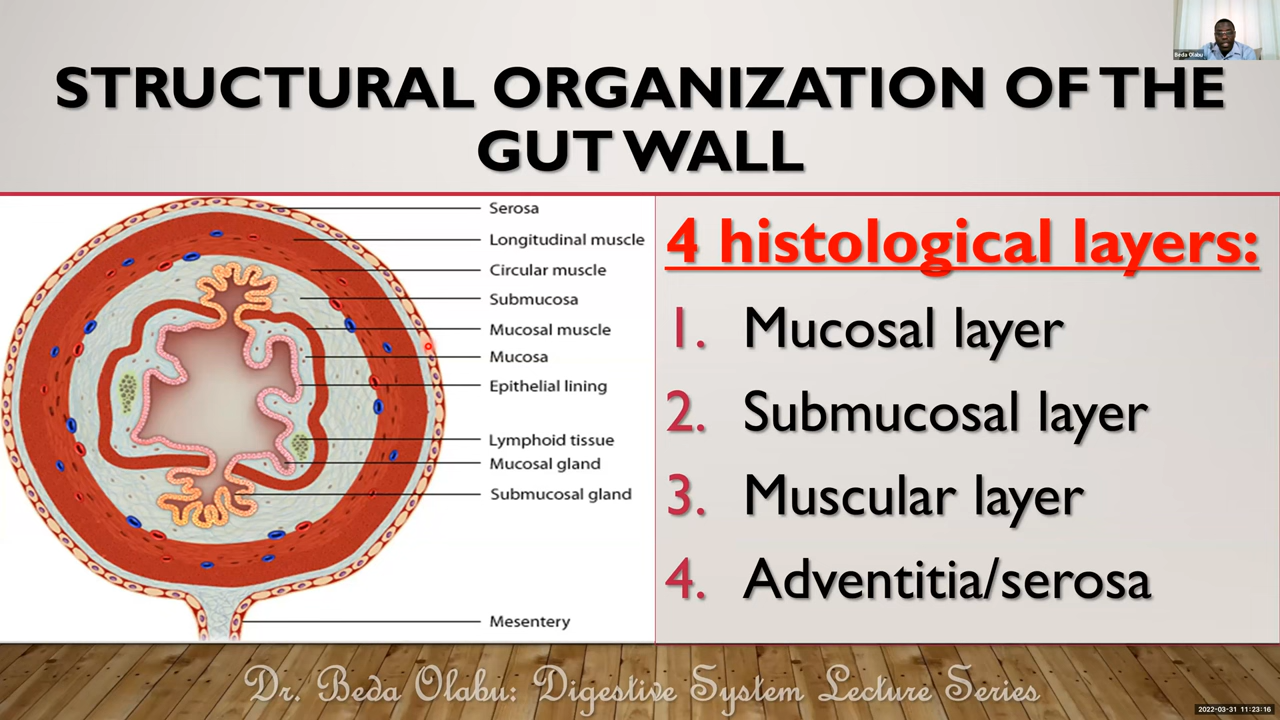 Beda Olabu
STRUCTURAL ORGANIZATION OF THE
GUT WALL
Serosa
Longitudinal muscle
Circular muscle
Submucosa
Mucosal muscle
Mucosa
Epithelial lining
Lymphoid tissue
Mucosal gland
Submucosal gland
Mesentery
4 histological layers:
1. Mucosal layer
2. Submucosal layer
3. Muscular layer
4. Adventitia/serosa
Dr. Beda Olabu: Digestive System Lecture Series
2022-03-31 11:23:16